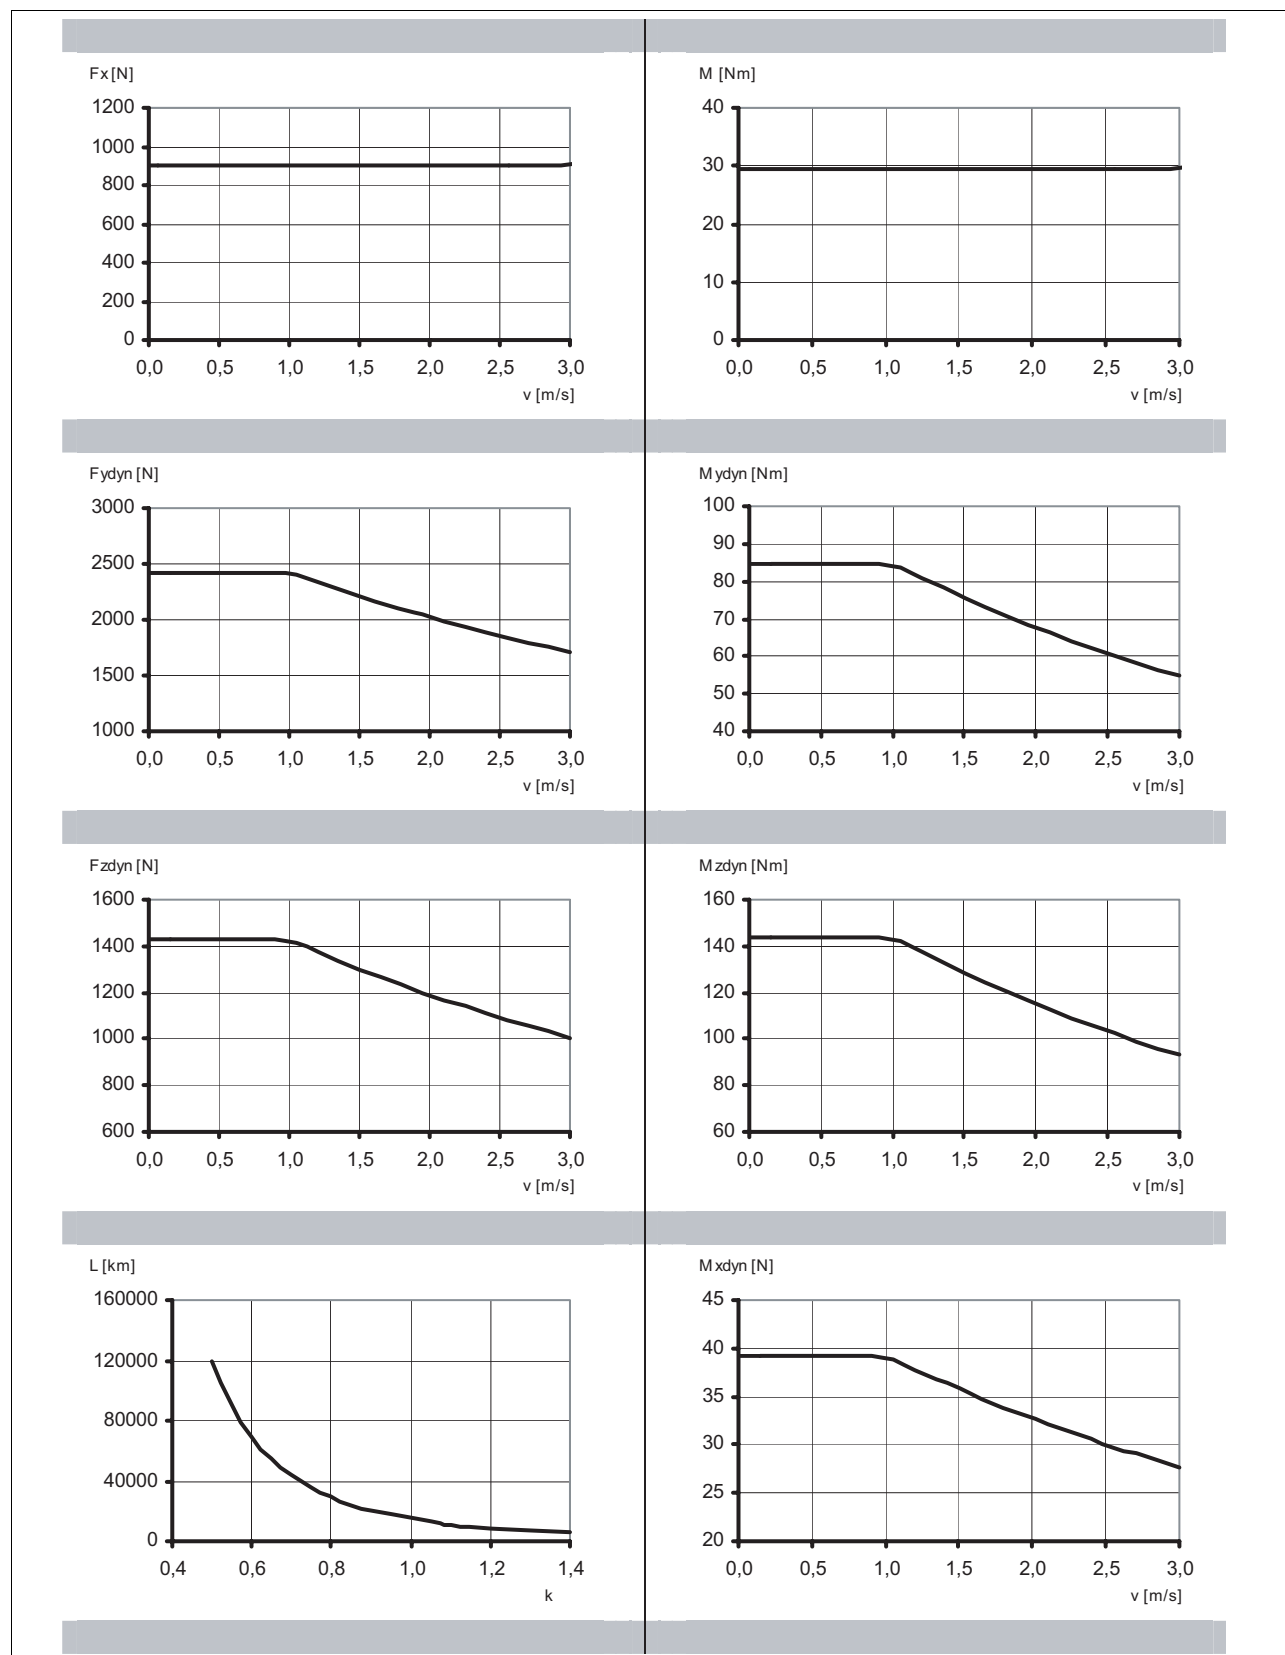 Fx [N]
1200
1000
800
600
400
200
0
0,0 0,5 1,0 1,5 2,0 2,5 3,0
v [m/s]
M [Nm]
40
30
20
10
0
0,0 0,5 1,0 1,5 2,0 2,5 3,0
v [m/s]
Fydyn [N]
3000
2500
2000
1500
1000
0,0 0,5 1,0 1,5 2,0 2,5 3,0
v [m/s]
Mydyn [Nm]
100
90
80
70
60
50
40
0,0 0,5 1,0 1,5 2,0 2,5 3,0
v [m/s]
Fzdyn [N]
1600
1400
1200
1000
800
600
0,0 0,5 1,0 1,5 2,0 2,5 3,0
v [m/s]
Mzdyn [Nm]
160
140
120
100
80
60
0,0 0,5 1,0 1,5 2,0 2,5 3,0
v [m/s]
L [km]
160000
120000
80000
40000
0
0,4 0,6 0,8 1,0 1,2 1,4
k
Mxdyn [N]
45
40
35
30
25
20
0,0 0,5 1,0 1,5 2,0 2,5 3,0
v [m/s]